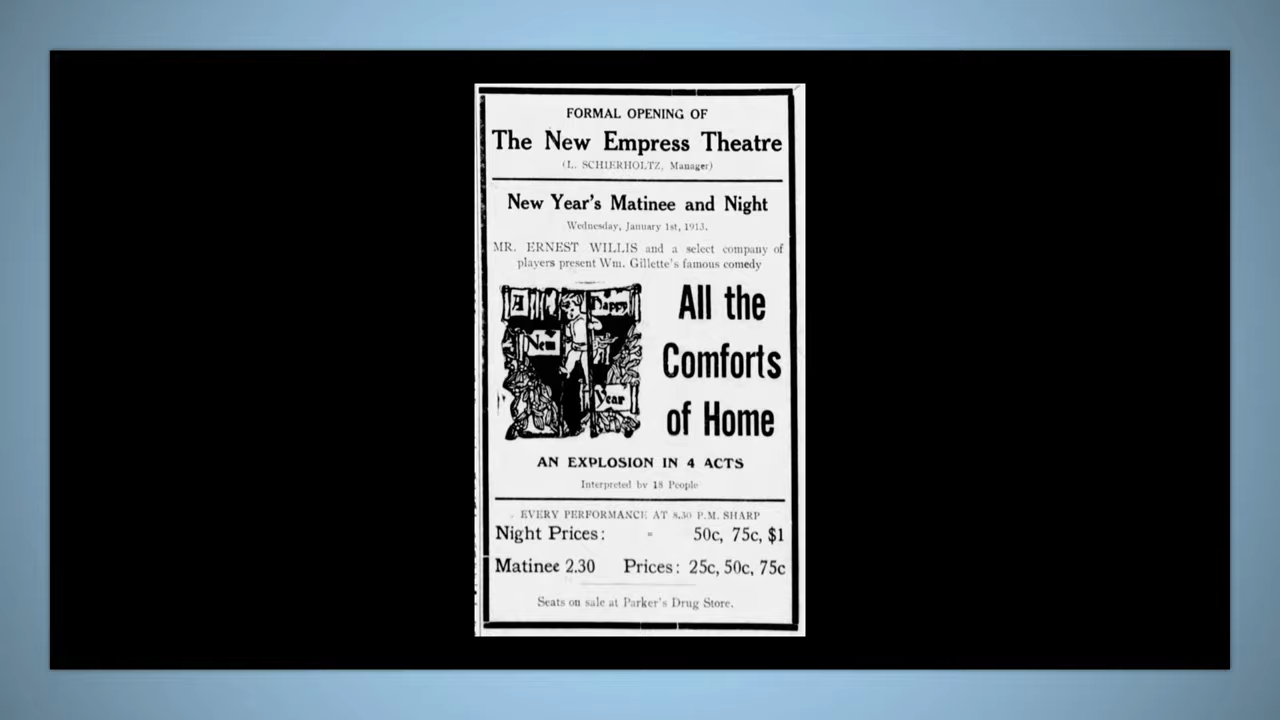 FORMAL OPENING OF
The New Empress Theatre
(L. SCHIERHOLTZ, Manager)
New Year's Matinee and Night
Wednesday, January 1st, 1913.
MR. ERNEST WILLIS and a select company of
players present Wm. Gillette's famous comedy
A Happy
New
Year
All the
Comforts
of Home
AN EXPLOSION IN 4 ACTS
Interpreted by 18 People
EVERY PERFORMANCE AT 8.30 P.M. SHARP
Night Prices: 50c, 75c, $1
Matinee 2.30 Prices: 25c, 50c, 75c
Seats on sale at Parker's Drug Store.